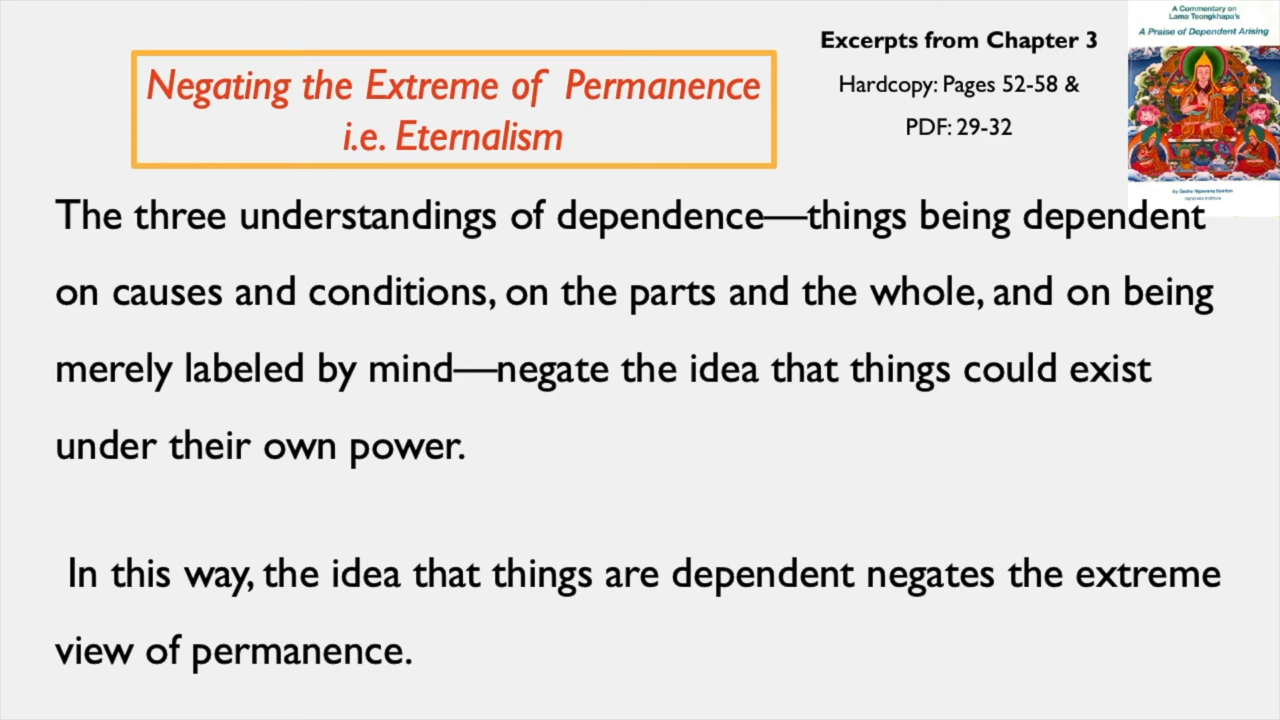 Negating the Extreme of Permanence
i.e. Eternalism
Excerpts from Chapter 3
Hardcopy: Pages 52-58 &
PDF: 29-32
A Commentary on
Lama Tsongkhapa's
A Praise of Dependent Arising
The three understandings of dependence—things being dependent
on causes and conditions, on the parts and the whole, and on being
merely labeled by mind—negate the idea that things could exist
under their own power.
In this way, the idea that things are dependent negates the extreme
view of permanence.